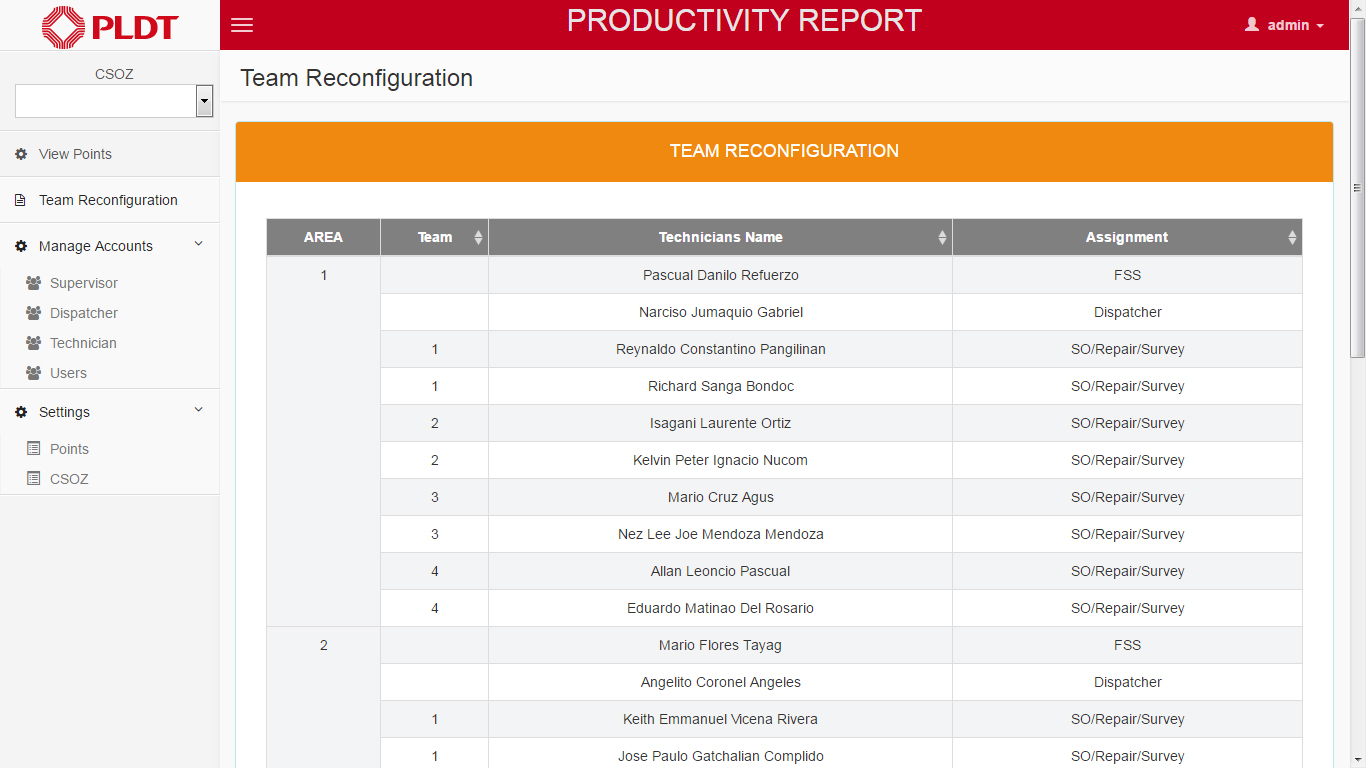 PLDT
PRODUCTIVITY REPORT
admin
CSOZ
Team Reconfiguration
View Points
Team Reconfiguration
Manage Accounts
Supervisor
Dispatcher
Technician
Users
Settings
Points
CSOZ
TEAM RECONFIGURATION
AREA Team Technicians Name Assignment
1 Pascual Danilo Refuerzo FSS
Narciso Jumaquio Gabriel Dispatcher
1 Reynaldo Constantino Pangilinan SO/Repair/Survey
1 Richard Sanga Bondoc SO/Repair/Survey
2 Isagani Laurente Ortiz SO/Repair/Survey
2 Kelvin Peter Ignacio Nucom SO/Repair/Survey
3 Mario Cruz Agus SO/Repair/Survey
3 Nez Lee Joe Mendoza Mendoza SO/Repair/Survey
4 Allan Leoncio Pascual SO/Repair/Survey
4 Eduardo Matinao Del Rosario SO/Repair/Survey
2 Mario Flores Tayag FSS
Angelito Coronel Angeles Dispatcher
1 Keith Emmanuel Vicena Rivera SO/Repair/Survey
1 Jose Paulo Gatchalian Complido SO/Repair/Survey